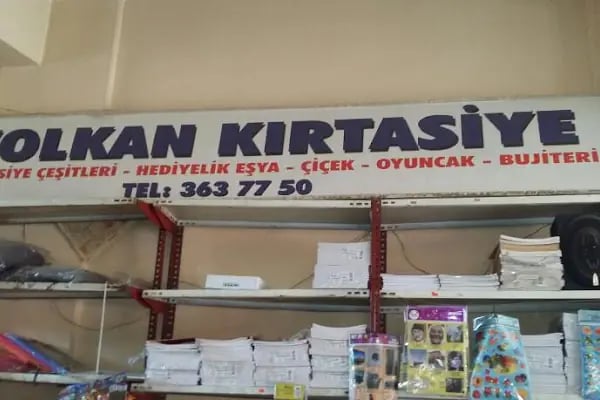 OLKAN KIRTASİYE
SİYE ÇEŞİTLERİ - HEDİYELİK EŞYA - ÇİÇEK - OYUNCAK - BUJİTERİ
TEL: 363 77 50